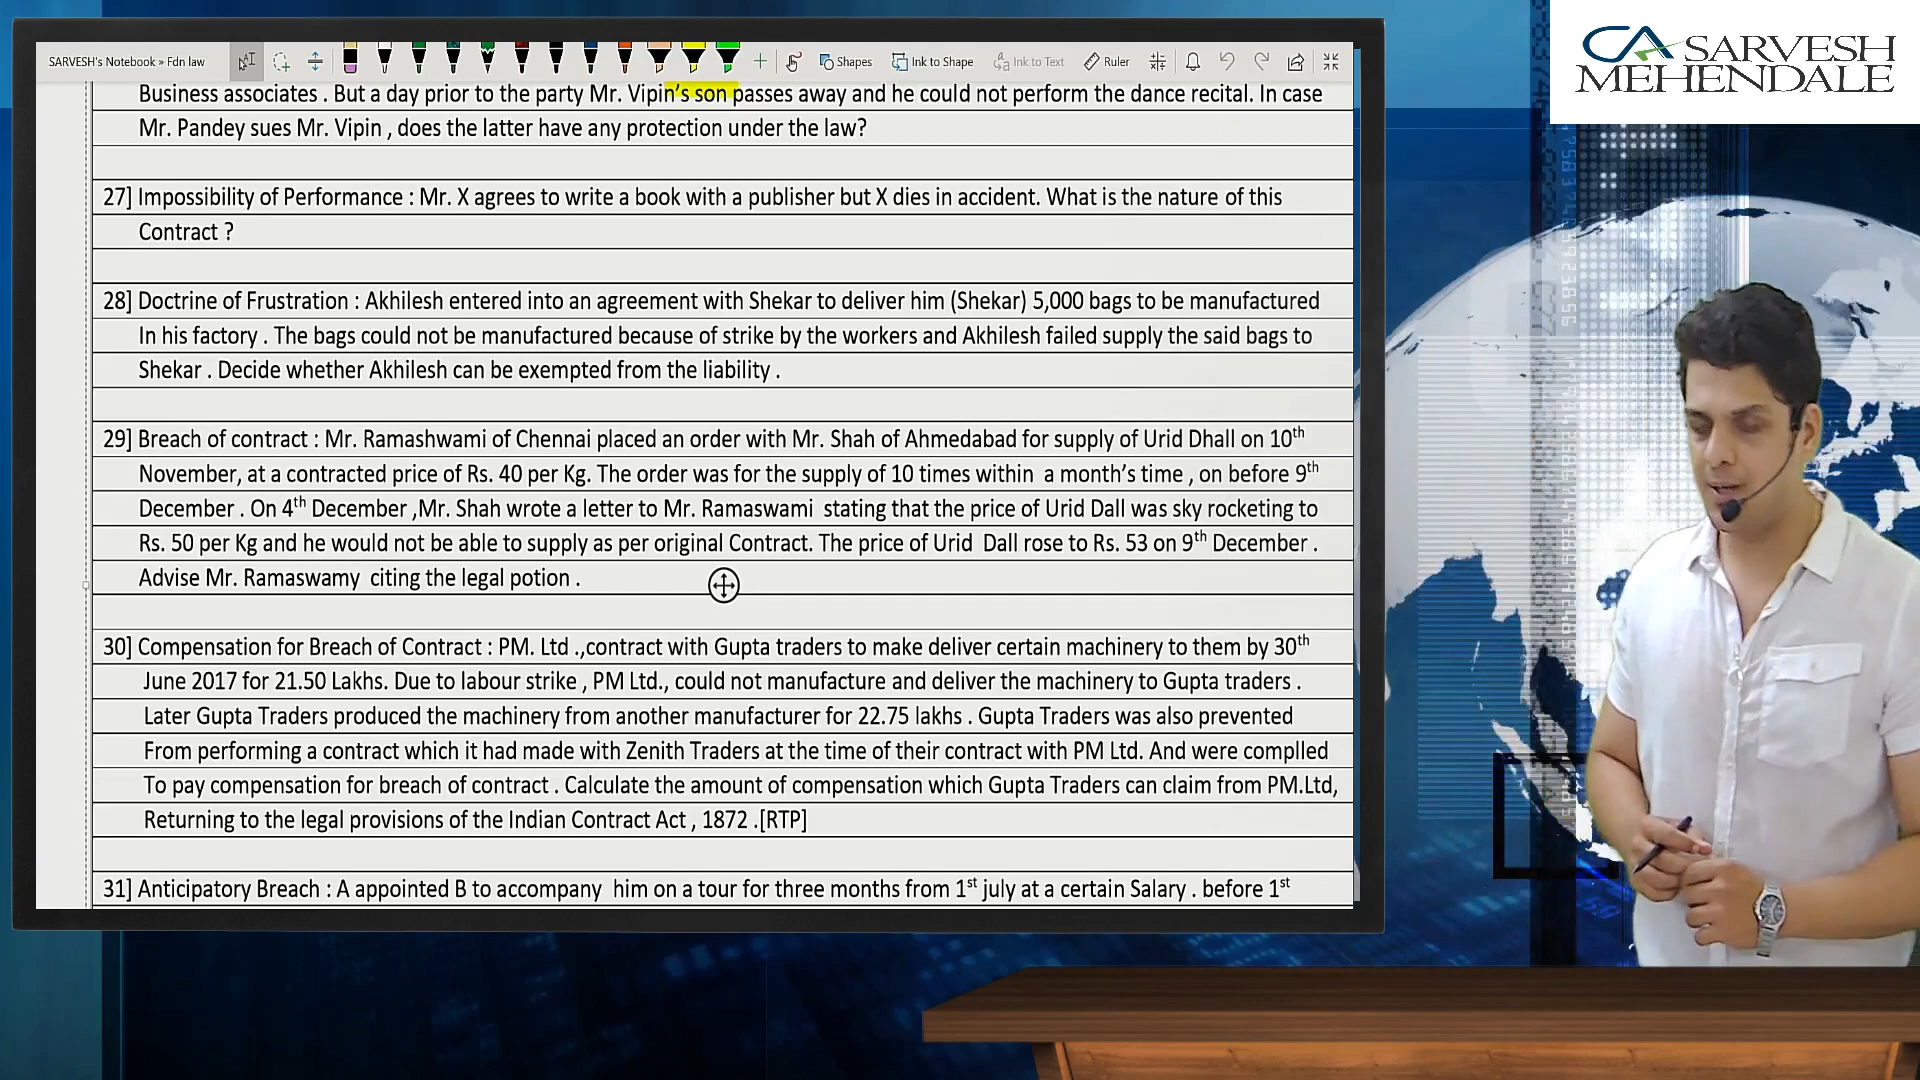 SARVESH's Notebook » Fdn law
Shapes
Ink to Shape
Ink to Text
Ruler
CA SARVESH
MEHENDALE
Business associates . But a day prior to the party Mr. Vipin's son passes away and he could not perform the dance recital. In case
Mr. Pandey sues Mr. Vipin , does the latter have any protection under the law?
27] Impossibility of Performance : Mr. X agrees to write a book with a publisher but X dies in accident. What is the nature of this
Contract ?
28] Doctrine of Frustration : Akhilesh entered into an agreement with Shekar to deliver him (Shekar) 5,000 bags to be manufactured
In his factory . The bags could not be manufactured because of strike by the workers and Akhilesh failed supply the said bags to
Shekar . Decide whether Akhilesh can be exempted from the liability .
29] Breach of contract : Mr. Ramashwami of Chennai placed an order with Mr. Shah of Ahmedabad for supply of Urid Dhall on 10th
November, at a contracted price of Rs. 40 per Kg. The order was for the supply of 10 times within a month's time , on before 9th
December . On 4th December ,Mr. Shah wrote a letter to Mr. Ramaswami stating that the price of Urid Dall was sky rocketing to
Rs. 50 per Kg and he would not be able to supply as per original Contract. The price of Urid Dall rose to Rs. 53 on 9th December .
Advise Mr. Ramaswamy citing the legal potion .
30] Compensation for Breach of Contract : PM. Ltd .,contract with Gupta traders to make deliver certain machinery to them by 30th
June 2017 for 21.50 Lakhs. Due to labour strike , PM Ltd., could not manufacture and deliver the machinery to Gupta traders .
Later Gupta Traders produced the machinery from another manufacturer for 22.75 lakhs . Gupta Traders was also prevented
From performing a contract which it had made with Zenith Traders at the time of their contract with PM Ltd. And were complled
To pay compensation for breach of contract . Calculate the amount of compensation which Gupta Traders can claim from PM.Ltd,
Returning to the legal provisions of the Indian Contract Act , 1872 .[RTP]
31] Anticipatory Breach : A appointed B to accompany him on a tour for three months from 1st july at a certain Salary . before 1st